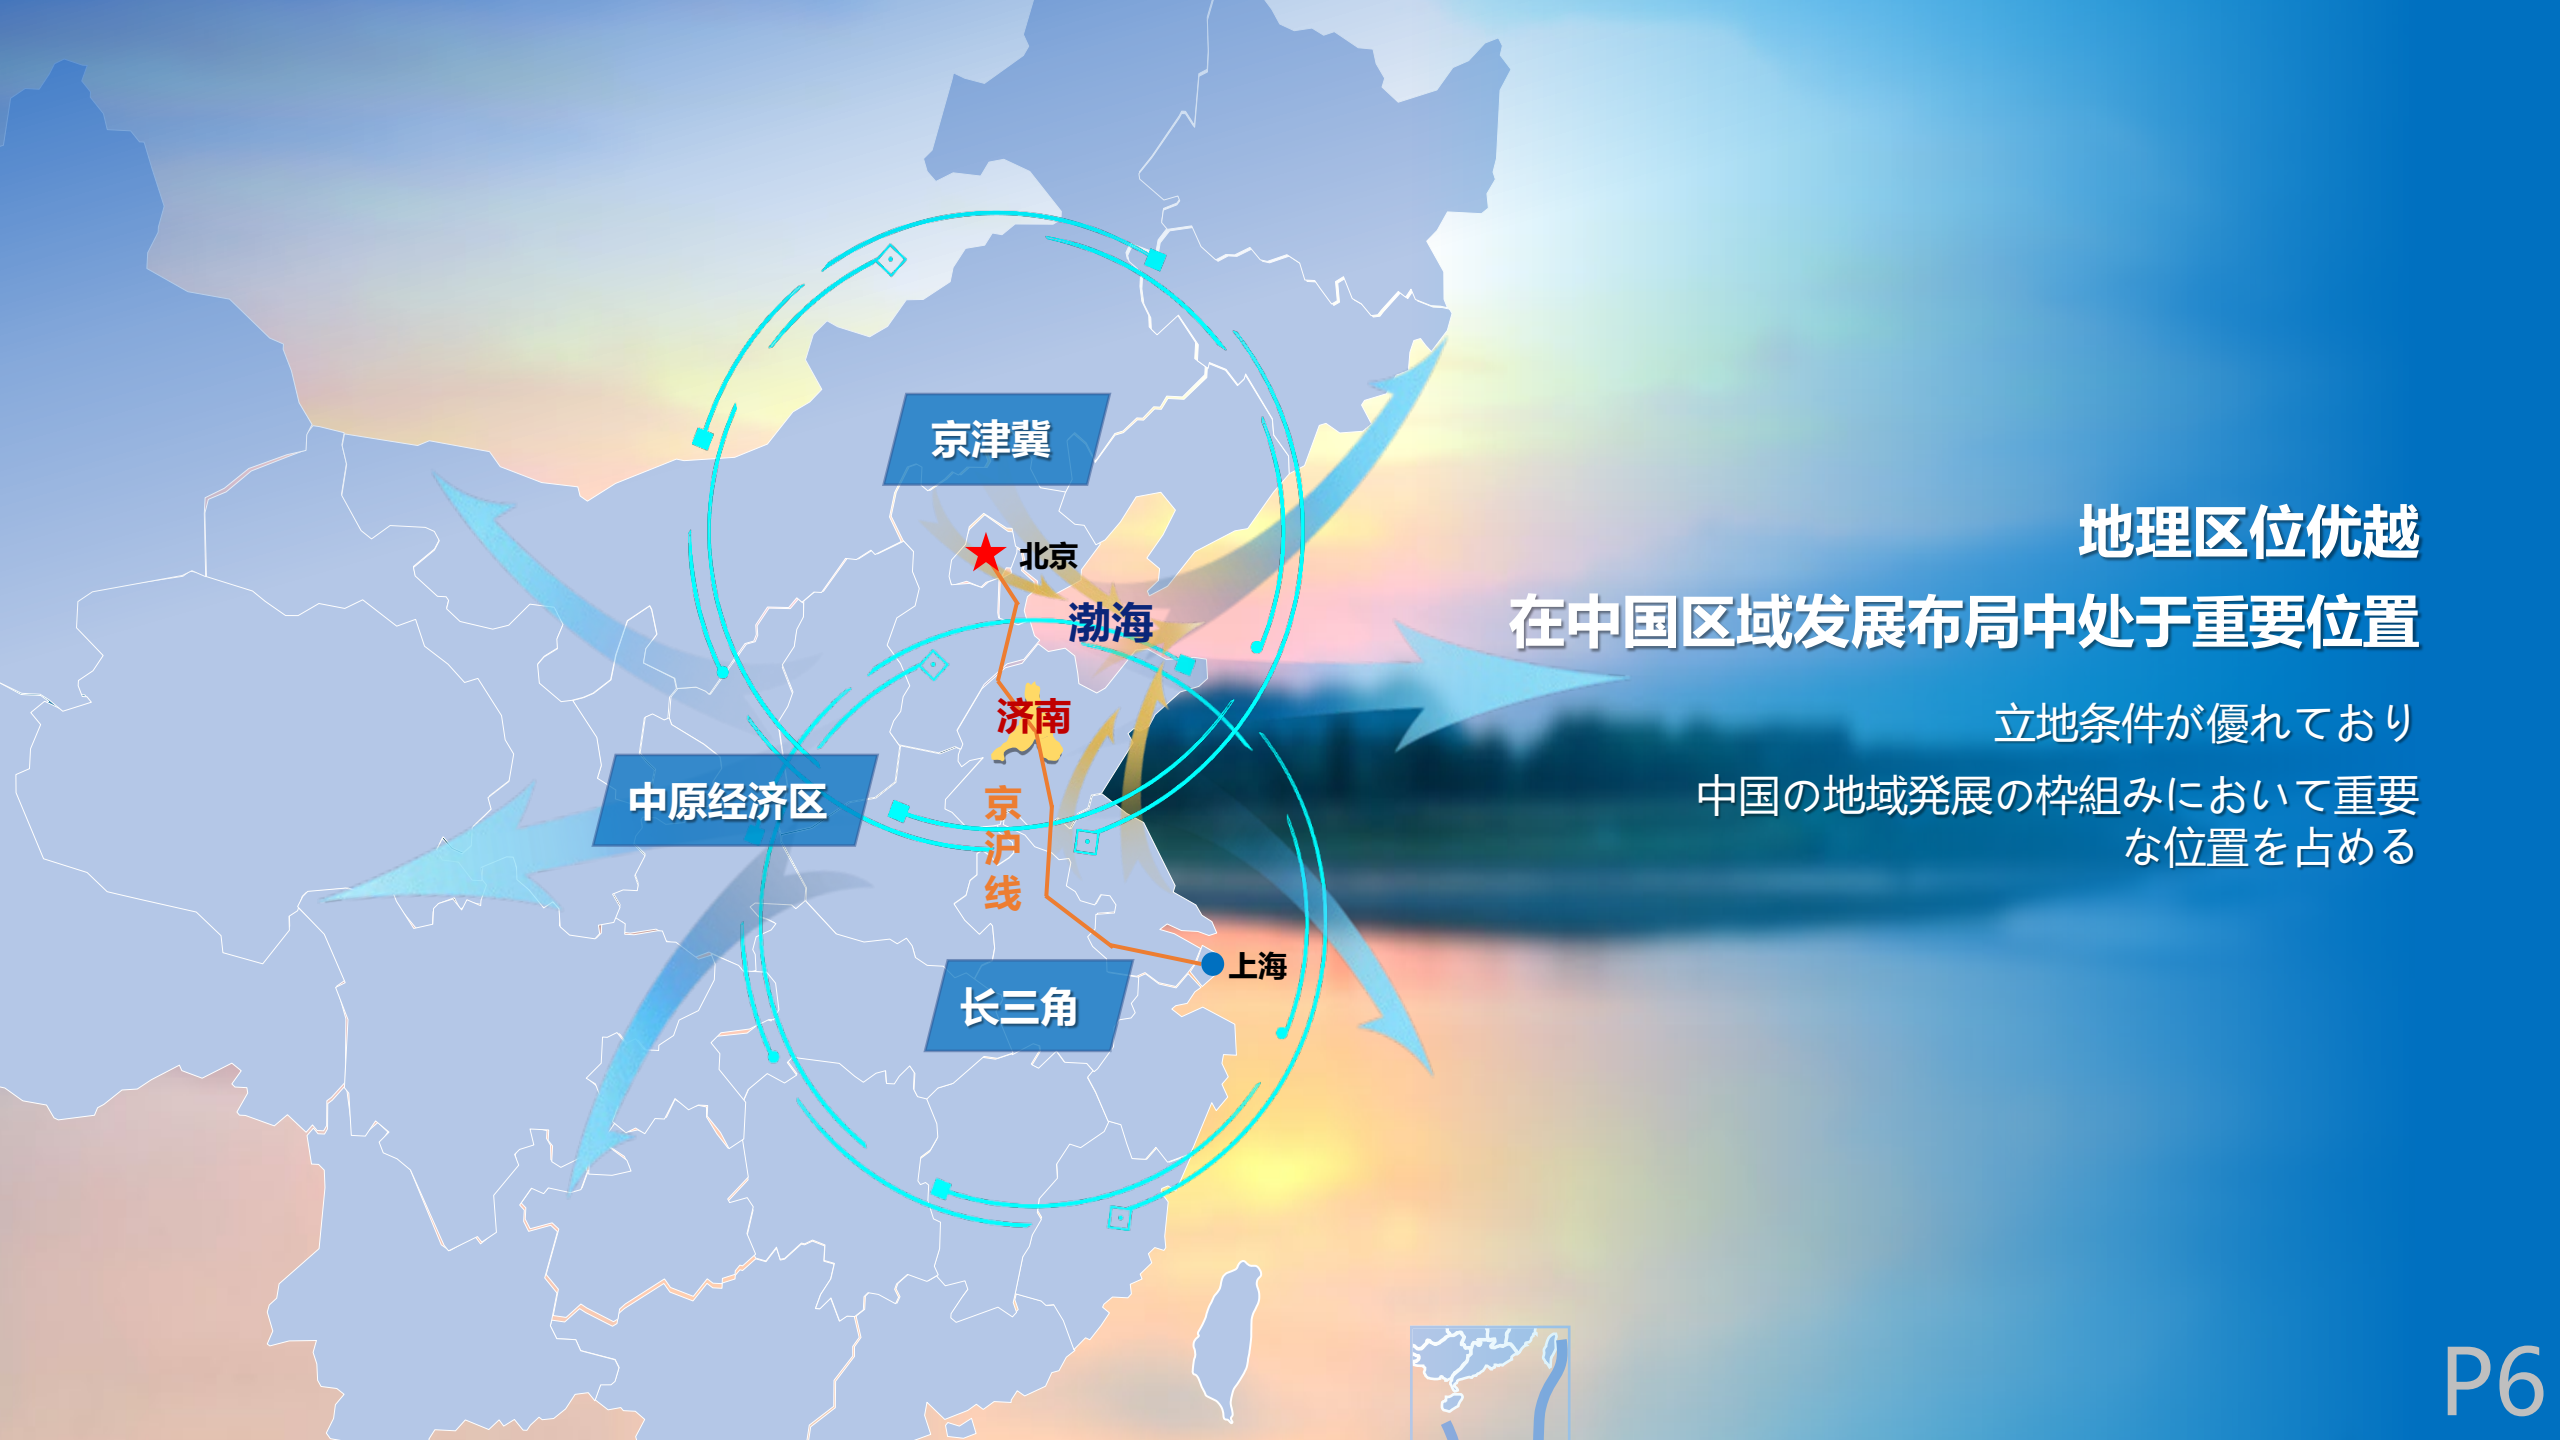 京津冀
北京
渤海
济南
中原经济区
京沪线
上海
长三角
地理区位优越
在中国区域发展布局中处于重要位置
立地条件が優れており
中国の地域発展の枠組みにおいて重要
な位置を占める
P6